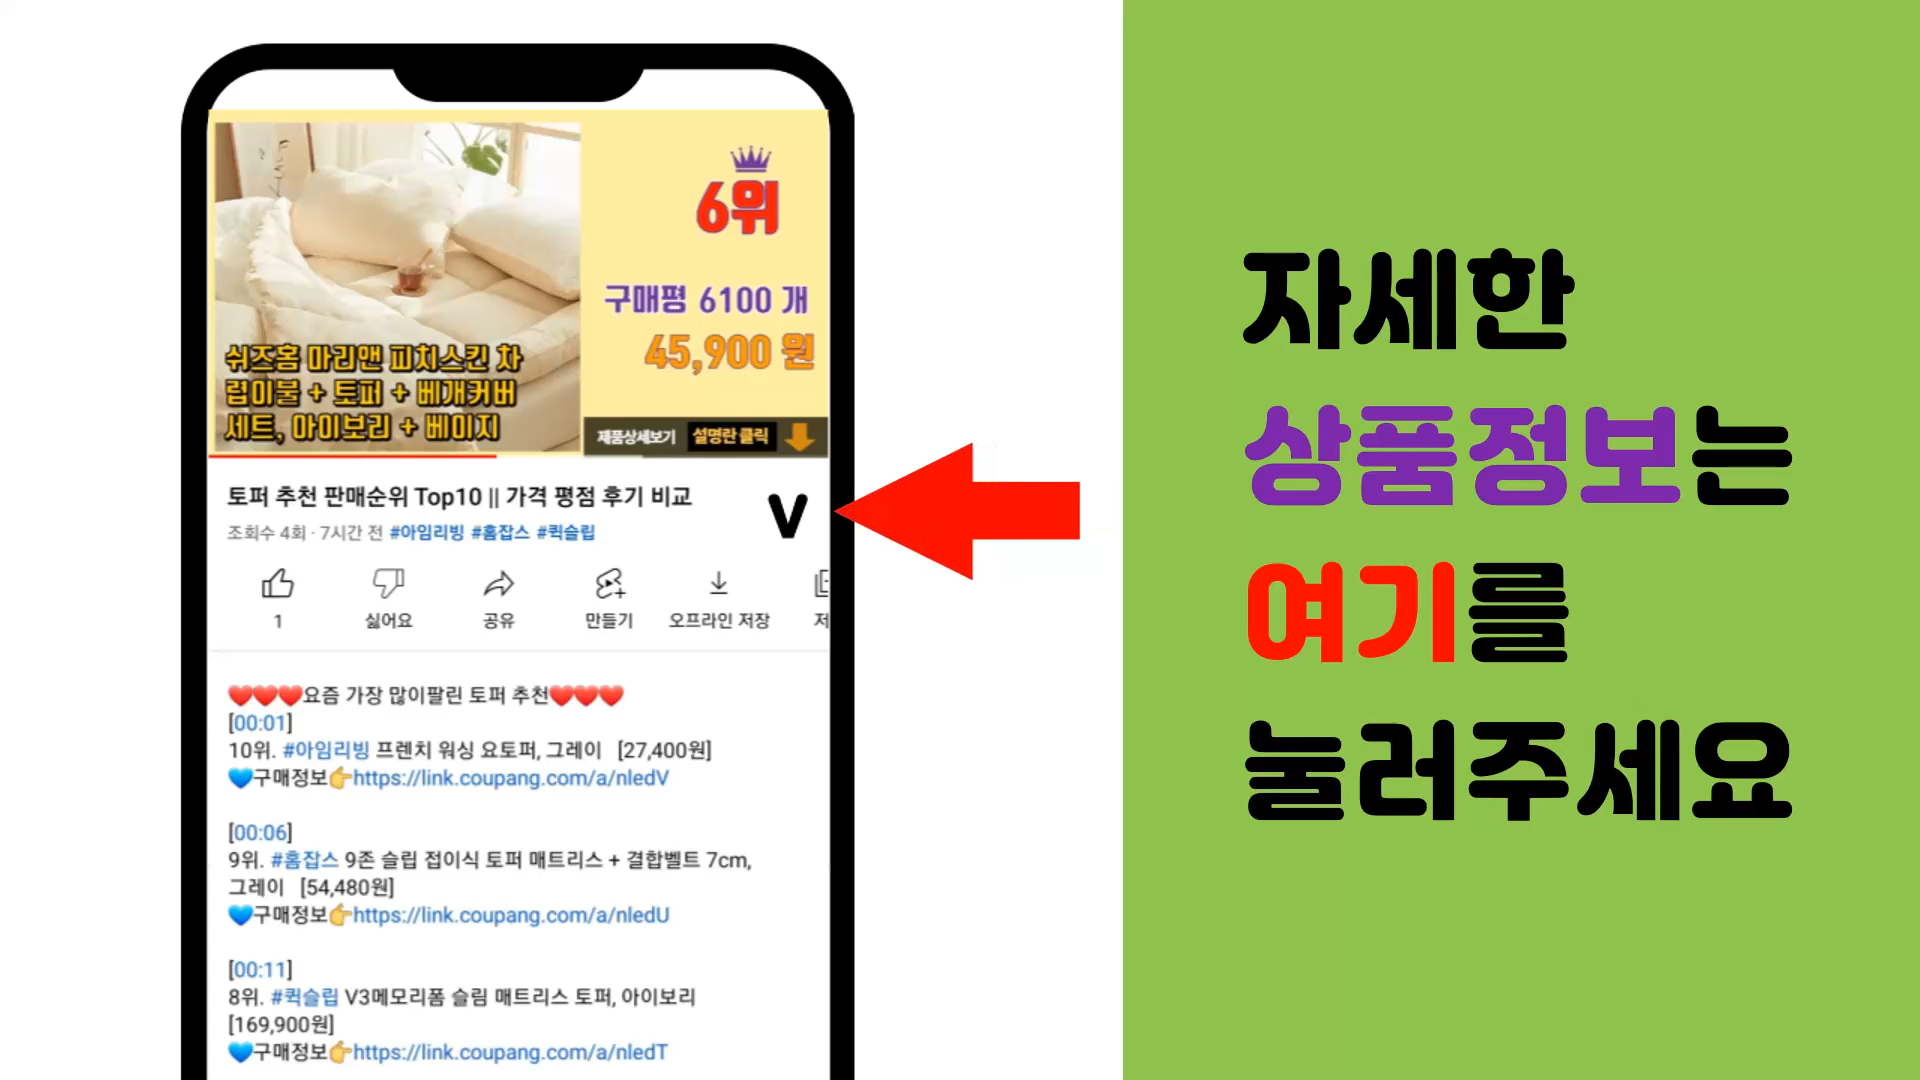 6위
구매평 6100 개
45,900 원
쉬즈홈 마리앤 피치스킨 차
렵이불 + 토퍼 + 베개커버
세트, 아이보리 + 베이지
제품상세보기 설명란 클릭
토퍼 추천 판매순위 Top10 || 가격 평점 후기 비교
V
조회수 4회 · 7시간 전 #아임리빙 #홈잡스 #퀵슬립
1 싫어요 공유 만들기 오프라인 저장 저
❤️❤️❤️요즘 가장 많이팔린 토퍼 추천❤️❤️❤️
[00:01]
10위. #아임리빙 프렌치 워싱 요토퍼, 그레이 [27,400원]
💙구매정보👉https://link.coupang.com/a/nledV
[00:06]
9위. #홈잡스 9존 슬립 접이식 토퍼 매트리스 + 결합벨트 7cm,
그레이 [54,480원]
💙구매정보👉https://link.coupang.com/a/nledU
[00:11]
8위. #퀵슬립 V3메모리폼 슬림 매트리스 토퍼, 아이보리
[169,900원]
💙구매정보👉https://link.coupang.com/a/nledT
자세한
상품정보는
여기를
눌러주세요